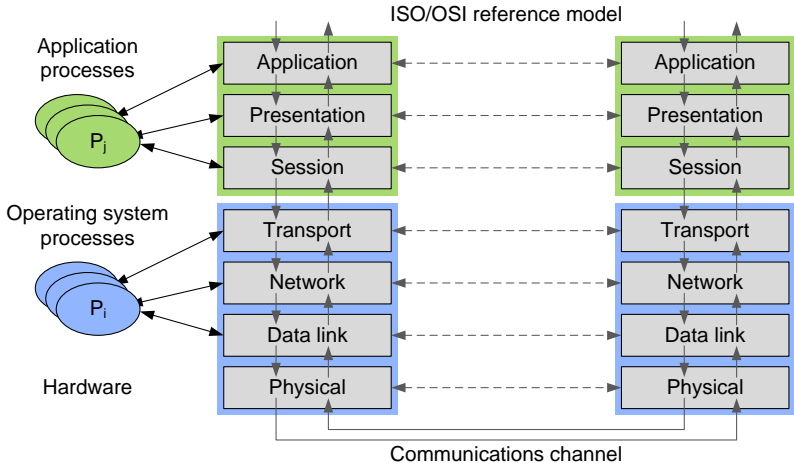 ISO/OSI reference model
Application
processes
Pj
Operating system
processes
Pi
Hardware
Application
Presentation
Session
Transport
Network
Data link
Physical
Application
Presentation
Session
Transport
Network
Data link
Physical
Communications channel